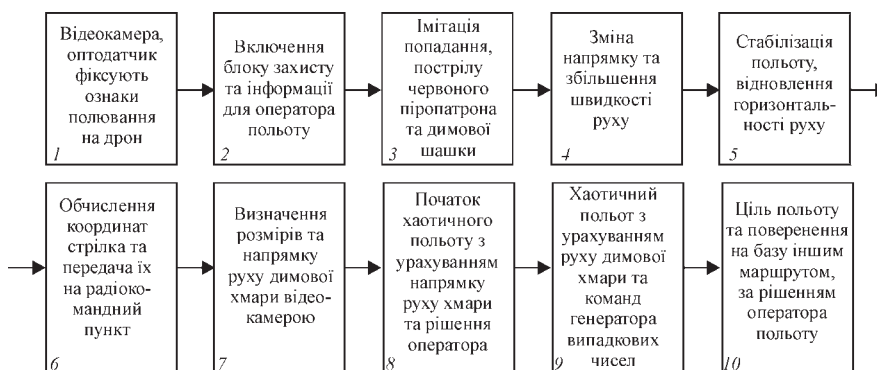 Відеокамера,
оптодатчик
фіксують
ознаки
полювання
на дрон
1
Включення
блоку захисту
та інформації
для оператора
польоту
2
Імітація
попадання,
пострілу
червоного
піропатрона
та димової
шашки
3
Зміна
напрямку та
збільшення
швидкості
руху
4
Стабілізація
польоту,
відновлення
горизонталь-
ності руху
5
Обчислення
координат
стрілка та
передача їх
на радіоко-
мандний
пункт
6
Визначення
розмірів та
напрямку
руху димової
хмари відео-
камерою
7
Початок
хаотичного
польоту з
урахуванням
напрямку
руху хмари
та рішення
оператора
8
Хаотичний
польот з
урахуванням
руху димової
хмари та
команд
генератора
випадкових
чисел
9
Ціль польоту
та поверенення
на базу іншим
маршрутом,
за рішенням
оператора
польоту
10